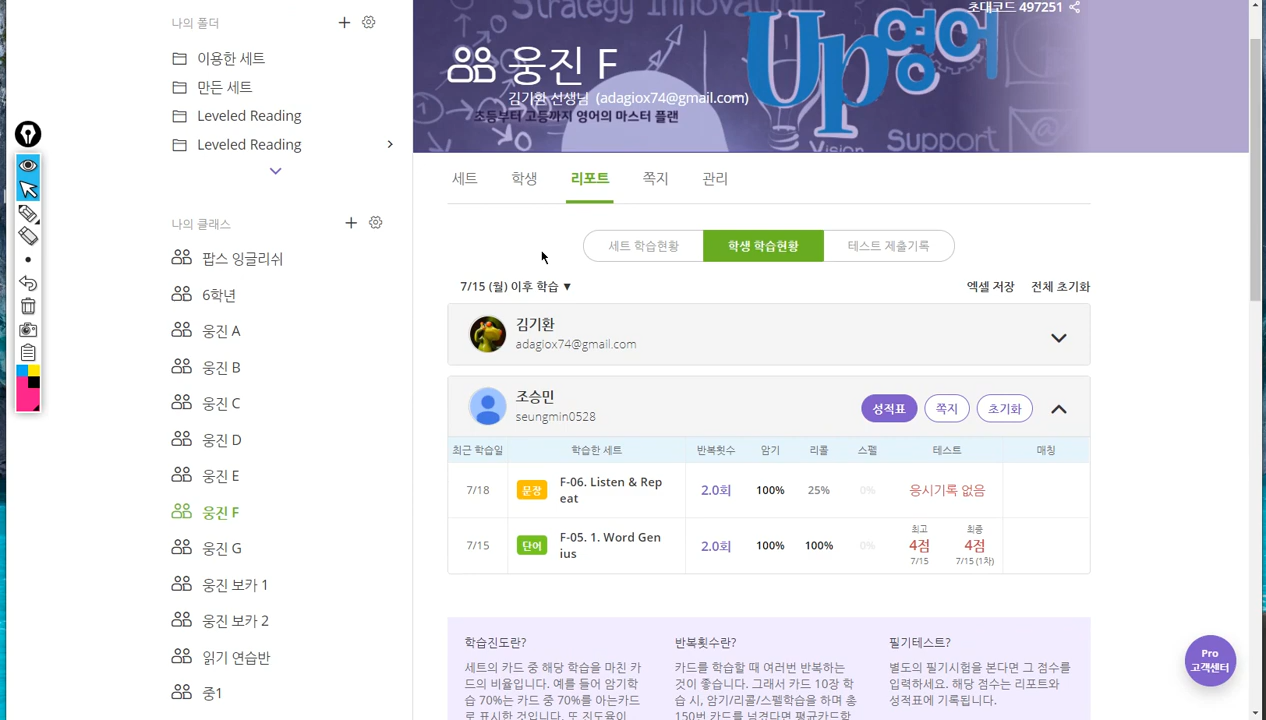 나의 폴더
이용한 세트
만든 세트
Leveled Reading
Leveled Reading
나의 클래스
팝스 잉글리쉬
6학년
웅진 A
웅진 B
웅진 C
웅진 D
웅진 E
웅진 F
웅진 G
웅진 보카 1
웅진 보카 2
읽기 연습반
중1
Strategy Innovation
초대코드 497251
웅진 F
Up영어
김기환 선생님 (adagiox74@gmail.com)
초등부터 고등까지 영어의 마스터 플랜
Support
Vision
세트 학생 리포트 쪽지 관리
세트 학습현황 학생 학습현황 테스트 제출기록
7/15 (월) 이후 학습 ▼ 엑셀 저장 전체 초기화
김기환
adagiox74@gmail.com
조승민
seungmin0528
성적표 쪽지 초기화
최근 학습일 학습한 세트 반복횟수 암기 리콜 스펠 테스트 매칭
7/18 문장 F-06. Listen & Rep
eat 2.0회 100% 25% 0% 응시기록 없음
7/15 단어 F-05. 1. Word Gen
ius 2.0회 100% 100% 0% 최고 최종
4점 4점
7/15 7/15 (1차)
학습진도란?
세트의 카드 중 해당 학습을 마친 카
드의 비율입니다. 예를 들어 암기학
습 70%는 카드 중 70%를 아는카드
로 표시한 것입니다. 또 진도율이
반복횟수란?
카드를 학습할 때 여러번 반복하는
것이 좋습니다. 그래서 카드 10장 학
습 시, 암기/리콜/스펠학습을 하며 총
150번 카드를 넘겼다면 평균카드학
필기테스트?
별도의 필기시험을 본다면 그 점수를
입력하세요. 해당 점수는 리포트와
성적표에 기록됩니다.
Pro
고객센터